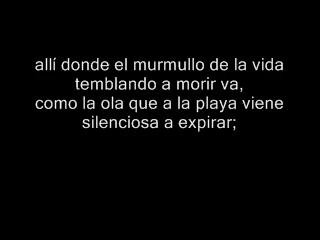 allí donde el murmullo de la vida
temblando a morir va,
como la ola que a la playa viene
silenciosa a expirar;